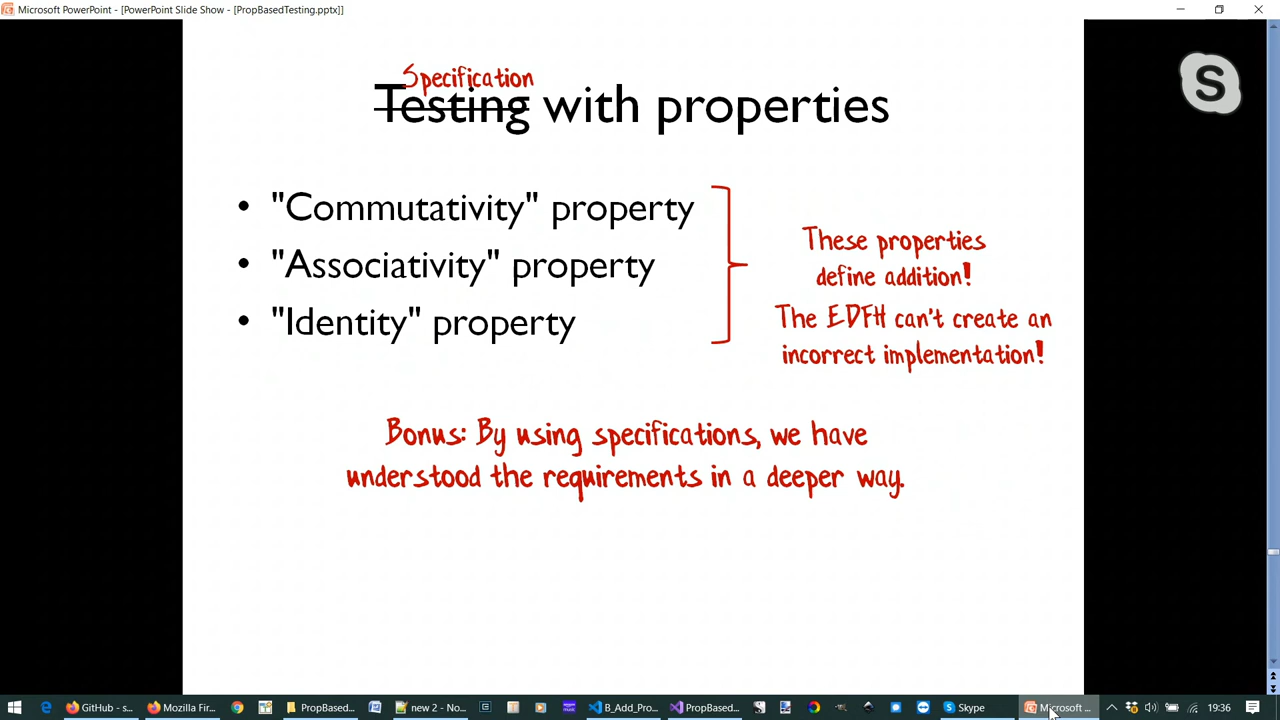 Microsoft PowerPoint - [PowerPoint Slide Show - [PropBasedTesting.pptx]]
S
Specification
Testing with properties
• "Commutativity" property
• "Associativity" property
• "Identity" property
These properties
define addition!
The EDFH can't create an
incorrect implementation!
Bonus: By using specifications, we have
understood the requirements in a deeper way.
GitHub - s... Mozilla Fir... PropBased... new 2 - No... B_Add_Pro... PropBased... Skype Microsoft ... 19:36